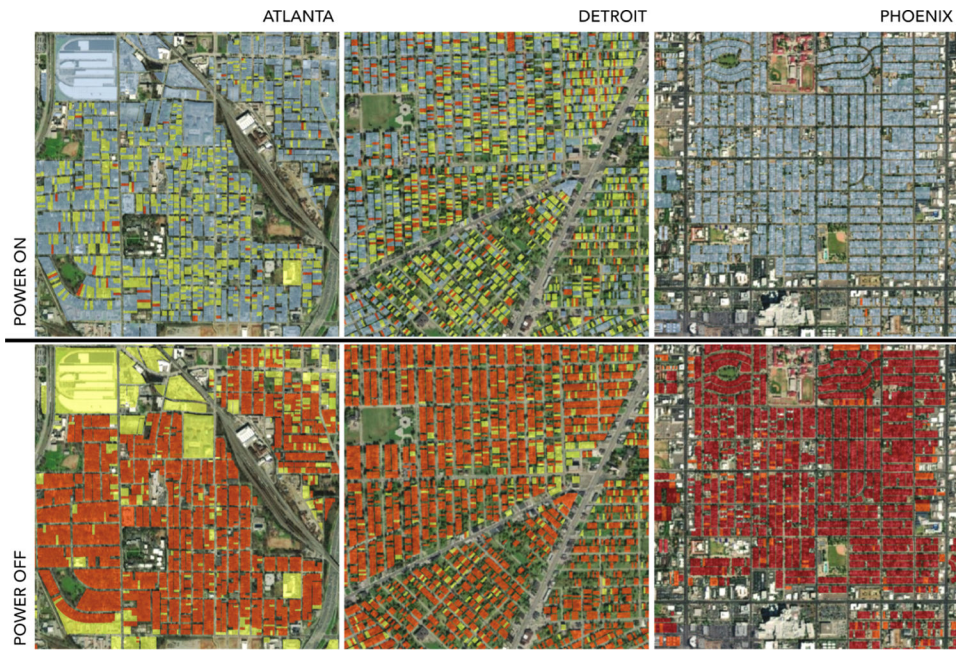 ATLANTA
DETROIT
PHOENIX
POWER ON
POWER OFF